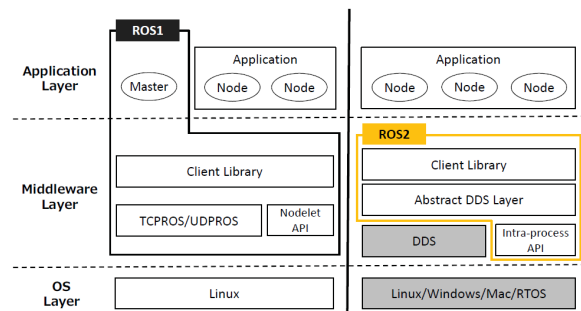 ROS1
Application
Layer
Master
Application
Node
Node
Application
Node
Node
Node
Middleware
Layer
Client Library
TCPROS/UDPROS
Nodelet
API
ROS2
Client Library
Abstract DDS Layer
DDS
Intra-process
API
OS
Layer
Linux
Linux/Windows/Mac/RTOS